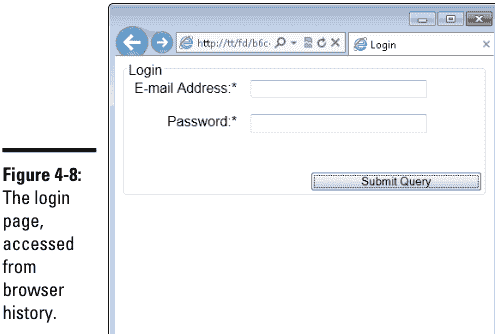 http://tt/fd/b6c
Login
Login
E-mail Address:*
Password:*
Submit Query
Figure 4-8:
The login
page,
accessed
from
browser
history.